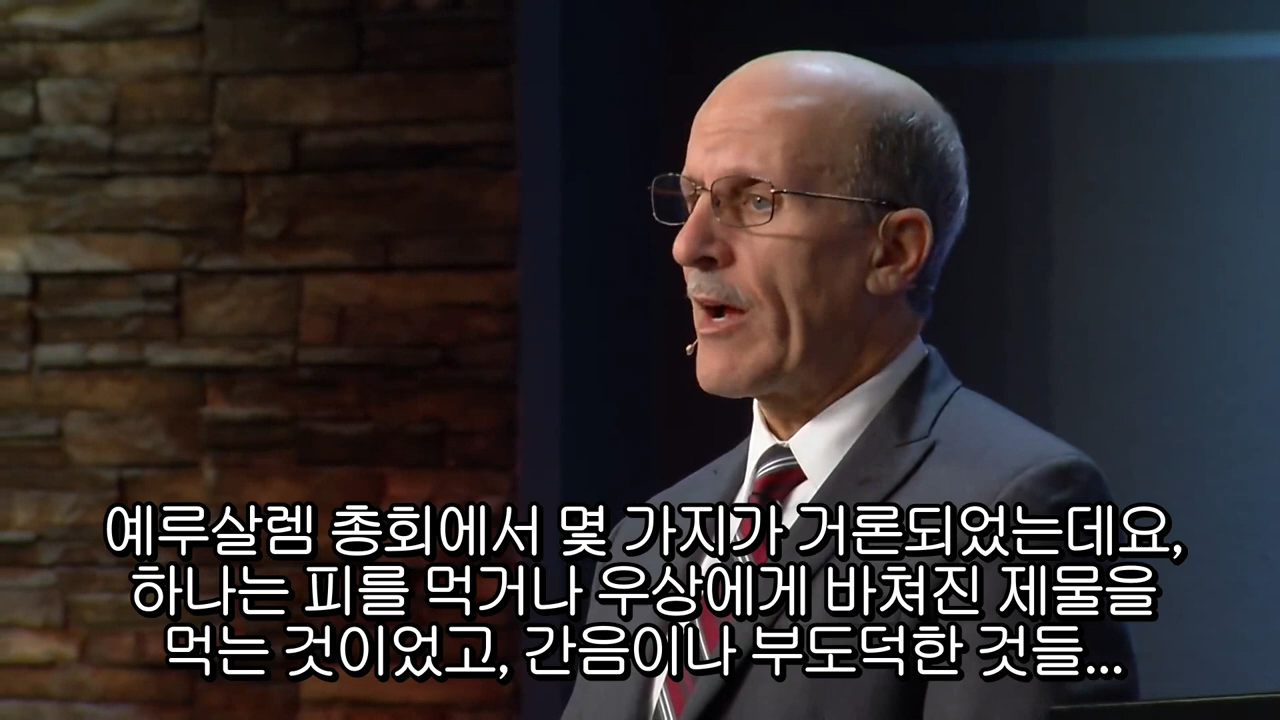 예루살렘 총회에서 몇 가지가 거론되었는데요,
하나는 피를 먹거나 우상에게 바쳐진 제물을
먹는 것이었고, 간음이나 부도덕한 것들...